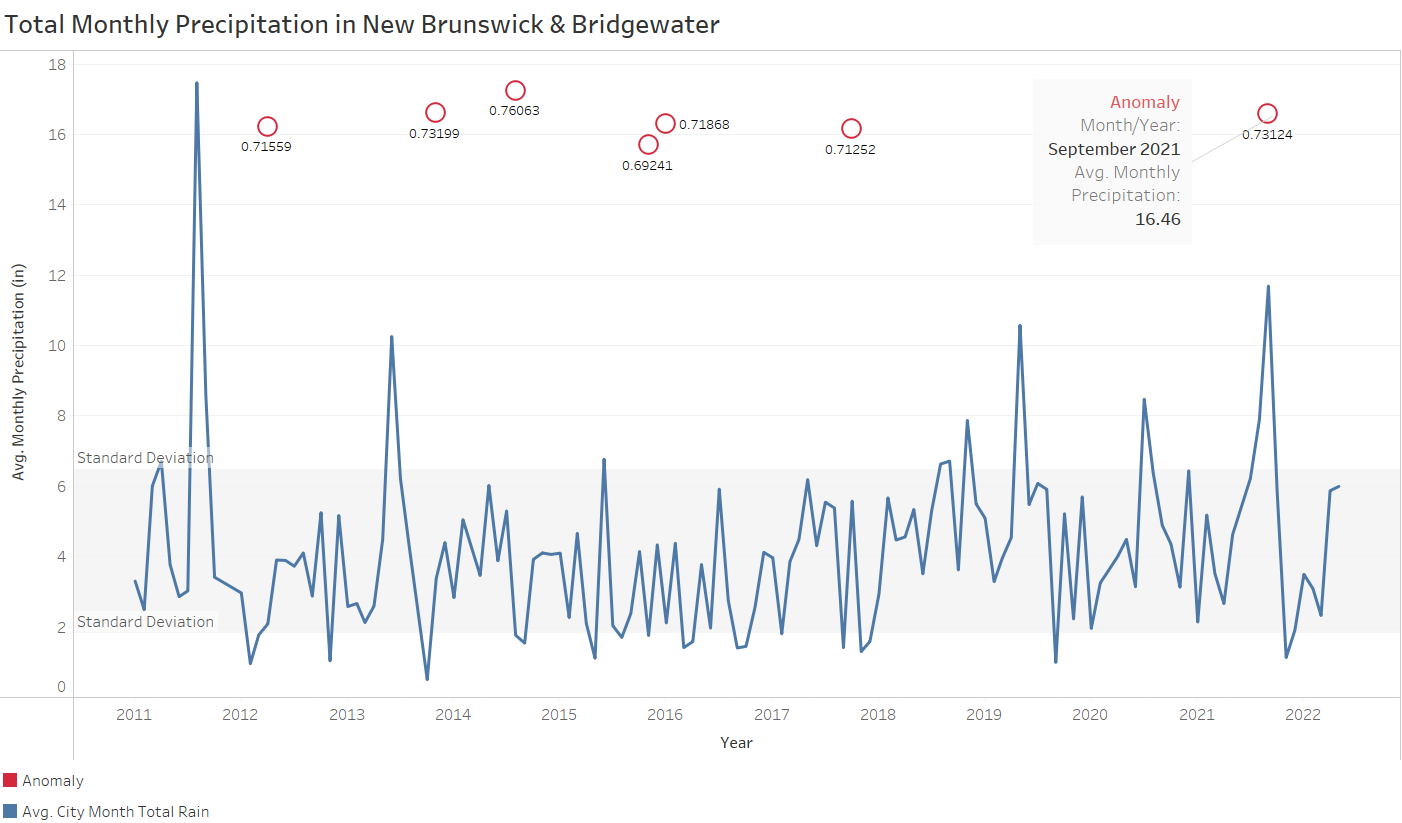 Total Monthly Precipitation in New Brunswick & Bridgewater
18
16
14
12
10
8
6
4
2
0
Avg. Monthly Precipitation (in)
0.71559
0.73199
0.76063
0.69241
0.71868
0.71252
0.73124
Anomaly
Month/Year:
September 2021
Avg. Monthly
Precipitation:
16.46
Standard Deviation
Standard Deviation
2011 2012 2013 2014 2015 2016 2017 2018 2019 2020 2021 2022
Year
Anomaly
Avg. City Month Total Rain